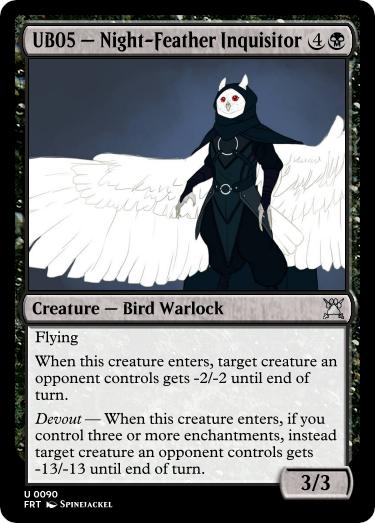 UB05 — Night-Feather Inquisitor 4
Creature — Bird Warlock
Flying
When this creature enters, target creature an
opponent controls gets -2/-2 until end of
turn.
Devout — When this creature enters, if you
control three or more enchantments, instead
target creature an opponent controls gets
-13/-13 until end of turn.
3/3
U 0090
FRT SPINEJACKEL